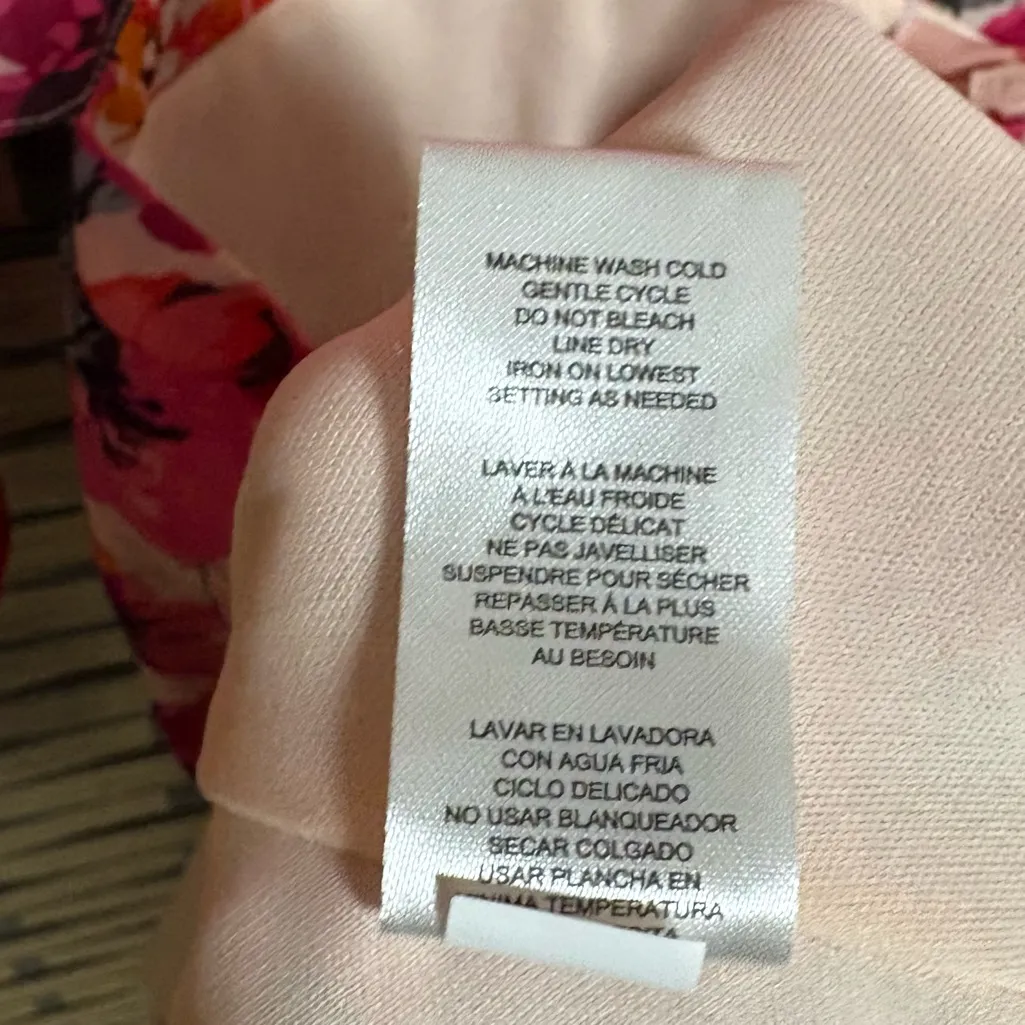 MACHINE WASH COLD
GENTLE CYCLE
DO NOT BLEACH
LINE DRY
IRON ON LOWEST
SETTING AS NEEDED
LAVER À LA MACHINE
À L'EAU FROIDE
CYCLE DÉLICAT
NE PAS JAVELLISER
SUSPENDRE POUR SÉCHER
REPASSER À LA PLUS
BASSE TEMPÉRATURE
AU BESOIN
LAVAR EN LAVADORA
CON AGUA FRIA
CICLO DELICADO
NO USAR BLANQUEADOR
SECAR COLGADO
USAR PLANCHA EN
TEMPERATURA